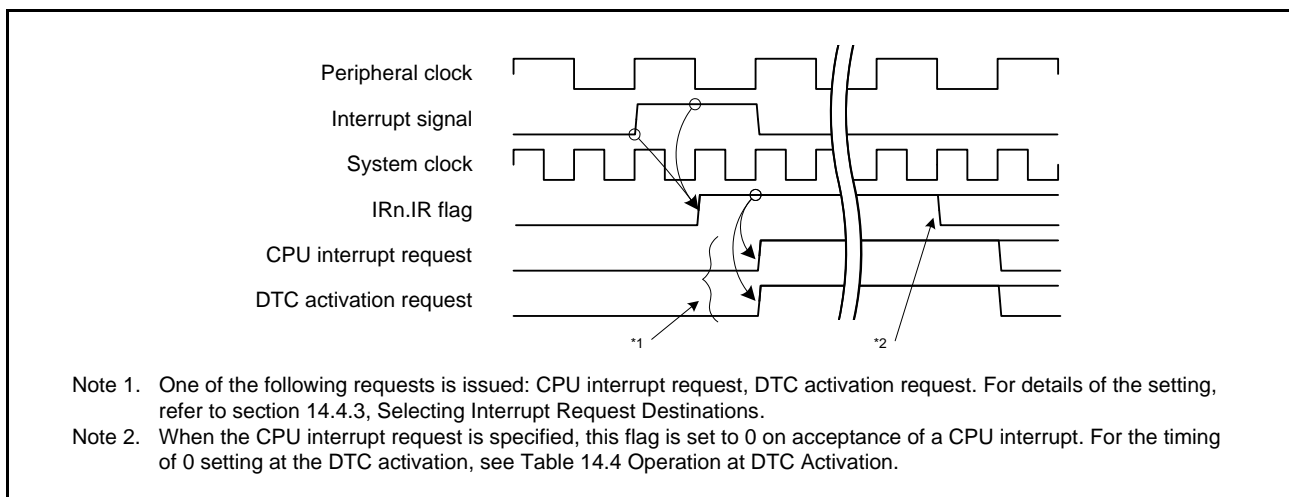 Peripheral clock
Interrupt signal
System clock
IRn.IR flag
CPU interrupt request
DTC activation request
*1
*2
Note 1. One of the following requests is issued: CPU interrupt request, DTC activation request. For details of the setting,
refer to section 14.4.3, Selecting Interrupt Request Destinations.
Note 2. When the CPU interrupt request is specified, this flag is set to 0 on acceptance of a CPU interrupt. For the timing
of 0 setting at the DTC activation, see Table 14.4 Operation at DTC Activation.